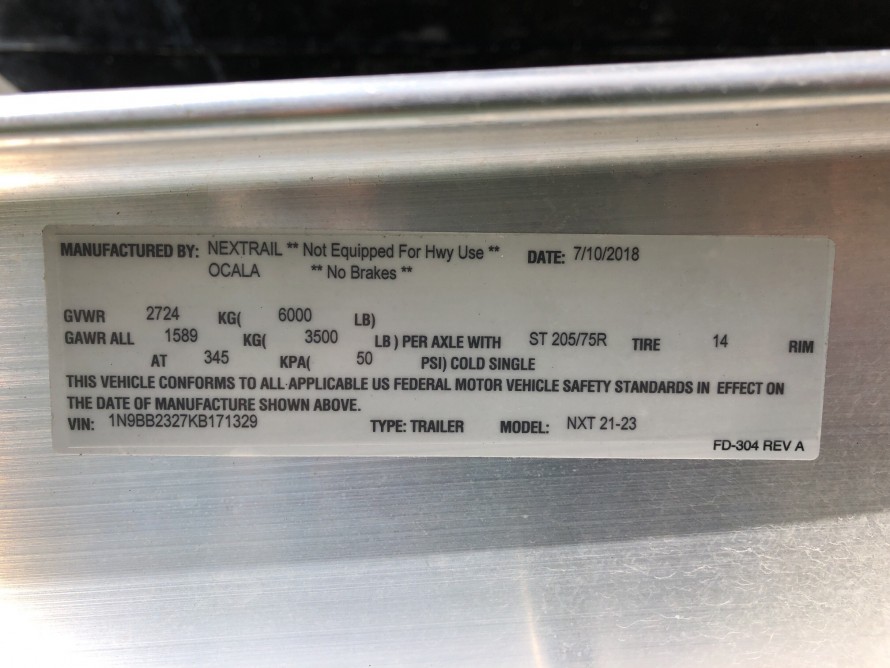 MANUFACTURED BY: NEXTRAIL ** Not Equipped For Hwy Use ** DATE: 7/10/2018
OCALA ** No Brakes **
GVWR 2724 KG( 6000 LB)
GAWR ALL 1589 KG( 3500 LB ) PER AXLE WITH ST 205/75R TIRE 14 RIM
AT 345 KPA( 50 PSI) COLD SINGLE
THIS VEHICLE CONFORMS TO ALL APPLICABLE US FEDERAL MOTOR VEHICLE SAFETY STANDARDS IN EFFECT ON
THE DATE OF MANUFACTURE SHOWN ABOVE.
VIN: 1N9BB2327KB171329 TYPE: TRAILER MODEL: NXT 21-23
FD-304 REV A